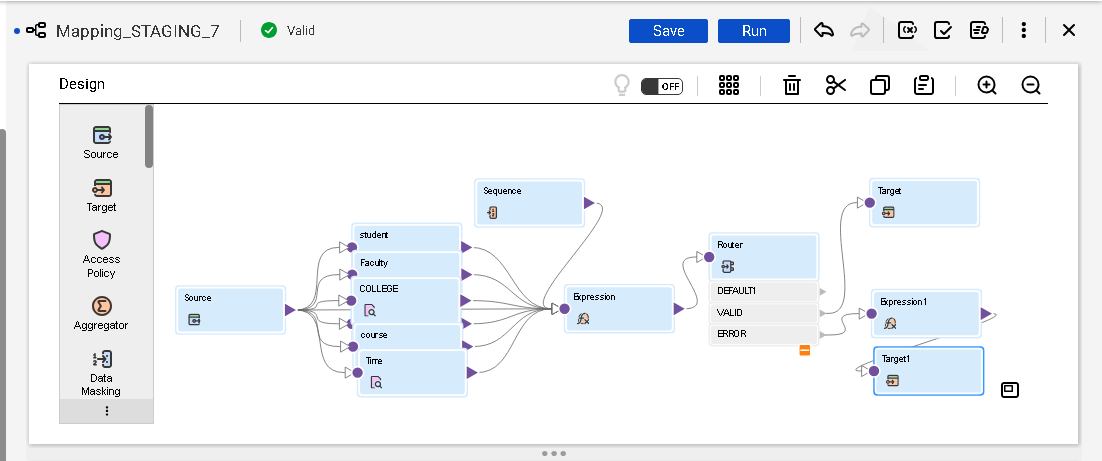 Mapping_STAGING_7
Valid
Save
Run
Design
OFF
Source
Target
Access
Policy
Aggregator
Data
Masking
Source
student
Faculty
COLLEGE
course
Time
Sequence
Expression
Router
DEFAULT1
VALID
ERROR
Target
Expression1
Target1